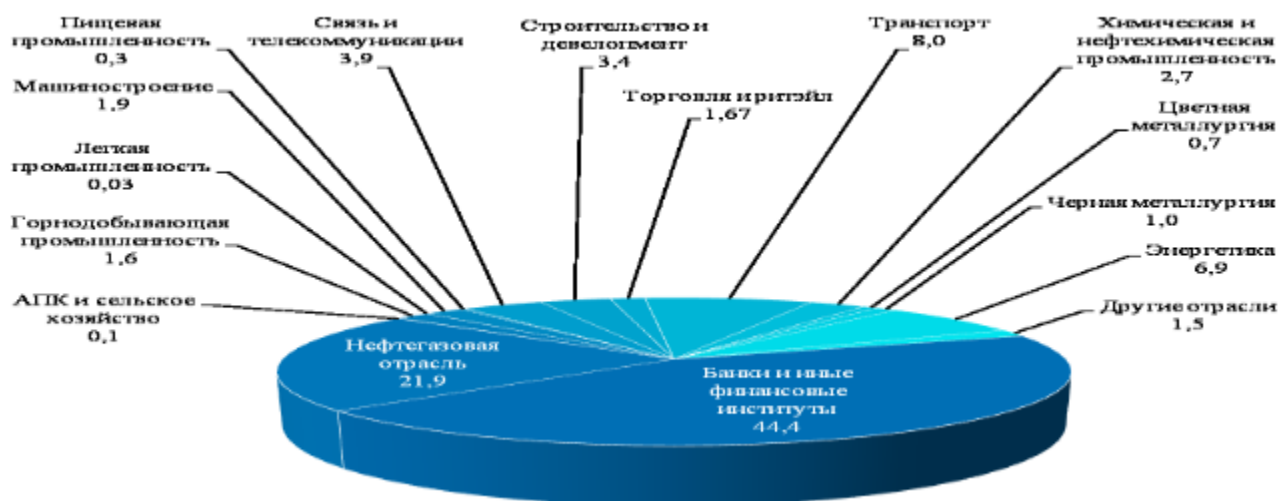 Пищевая
промышленность
0,3
Связь и
телекоммуникации
3,9
Строительство и
девелопмент
3,4
Транспорт
8,0
Химическая и
нефтехимическая
промышленность
2,7
Машиностроение
1,9
Торговля и ритэйл
1,67
Цветная
металлургия
0,7
Легкая
промышленность
0,03
Черная металлургия
1,0
Горнодобывающая
промышленность
1,6
Энергетика
6,9
АПК и сельское
хозяйство
0,1
Другие отрасли
1,5
Нефтегазовая
отрасль
21,9
Банки и иные
финансовые
институты
44,4